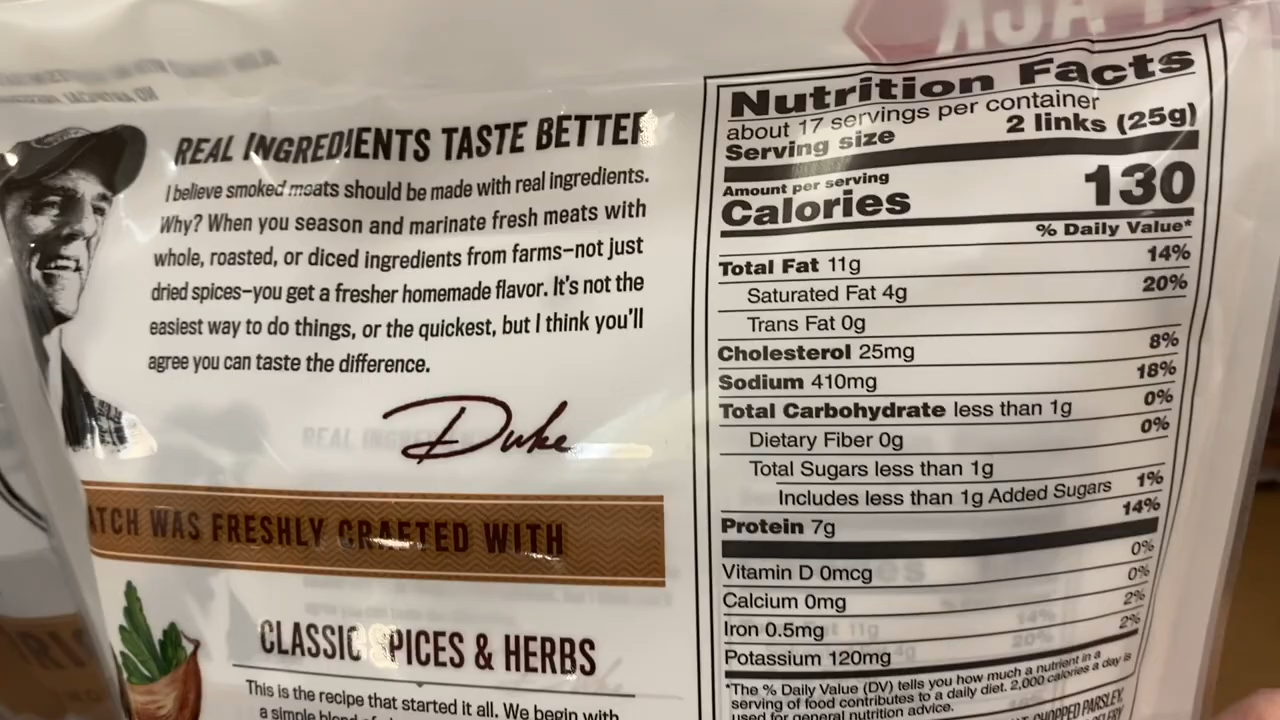 REAL INGREDIENTS TASTE BETTER
I believe smoked meats should be made with real ingredients.
Why? When you season and marinate fresh meats with
whole, roasted, or diced ingredients from farms–not just
dried spices–you get a fresher homemade flavor. It's not the
easiest way to do things, or the quickest, but I think you'll
agree you can taste the difference.
Duke
ATCH WAS FRESHLY CRAFTED WITH
CLASSIC SPICES & HERBS
This is the recipe that started it all. We begin with
a simple blend of
Nutrition Facts
about 17 servings per container
Serving size 2 links (25g)
Amount per serving
Calories 130
% Daily Value*
Total Fat 11g 14%
Saturated Fat 4g 20%
Trans Fat 0g
Cholesterol 25mg 8%
Sodium 410mg 18%
Total Carbohydrate less than 1g 0%
Dietary Fiber 0g 0%
Total Sugars less than 1g
Includes less than 1g Added Sugars 1%
Protein 7g 14%
Vitamin D 0mcg 0%
Calcium 0mg 0%
Iron 0.5mg 2%
Potassium 120mg 2%
*The % Daily Value (DV) tells you how much a nutrient in a
serving of food contributes to a daily diet. 2,000 calories a day is
used for general nutrition advice.
CHOPPED PARSLEY,